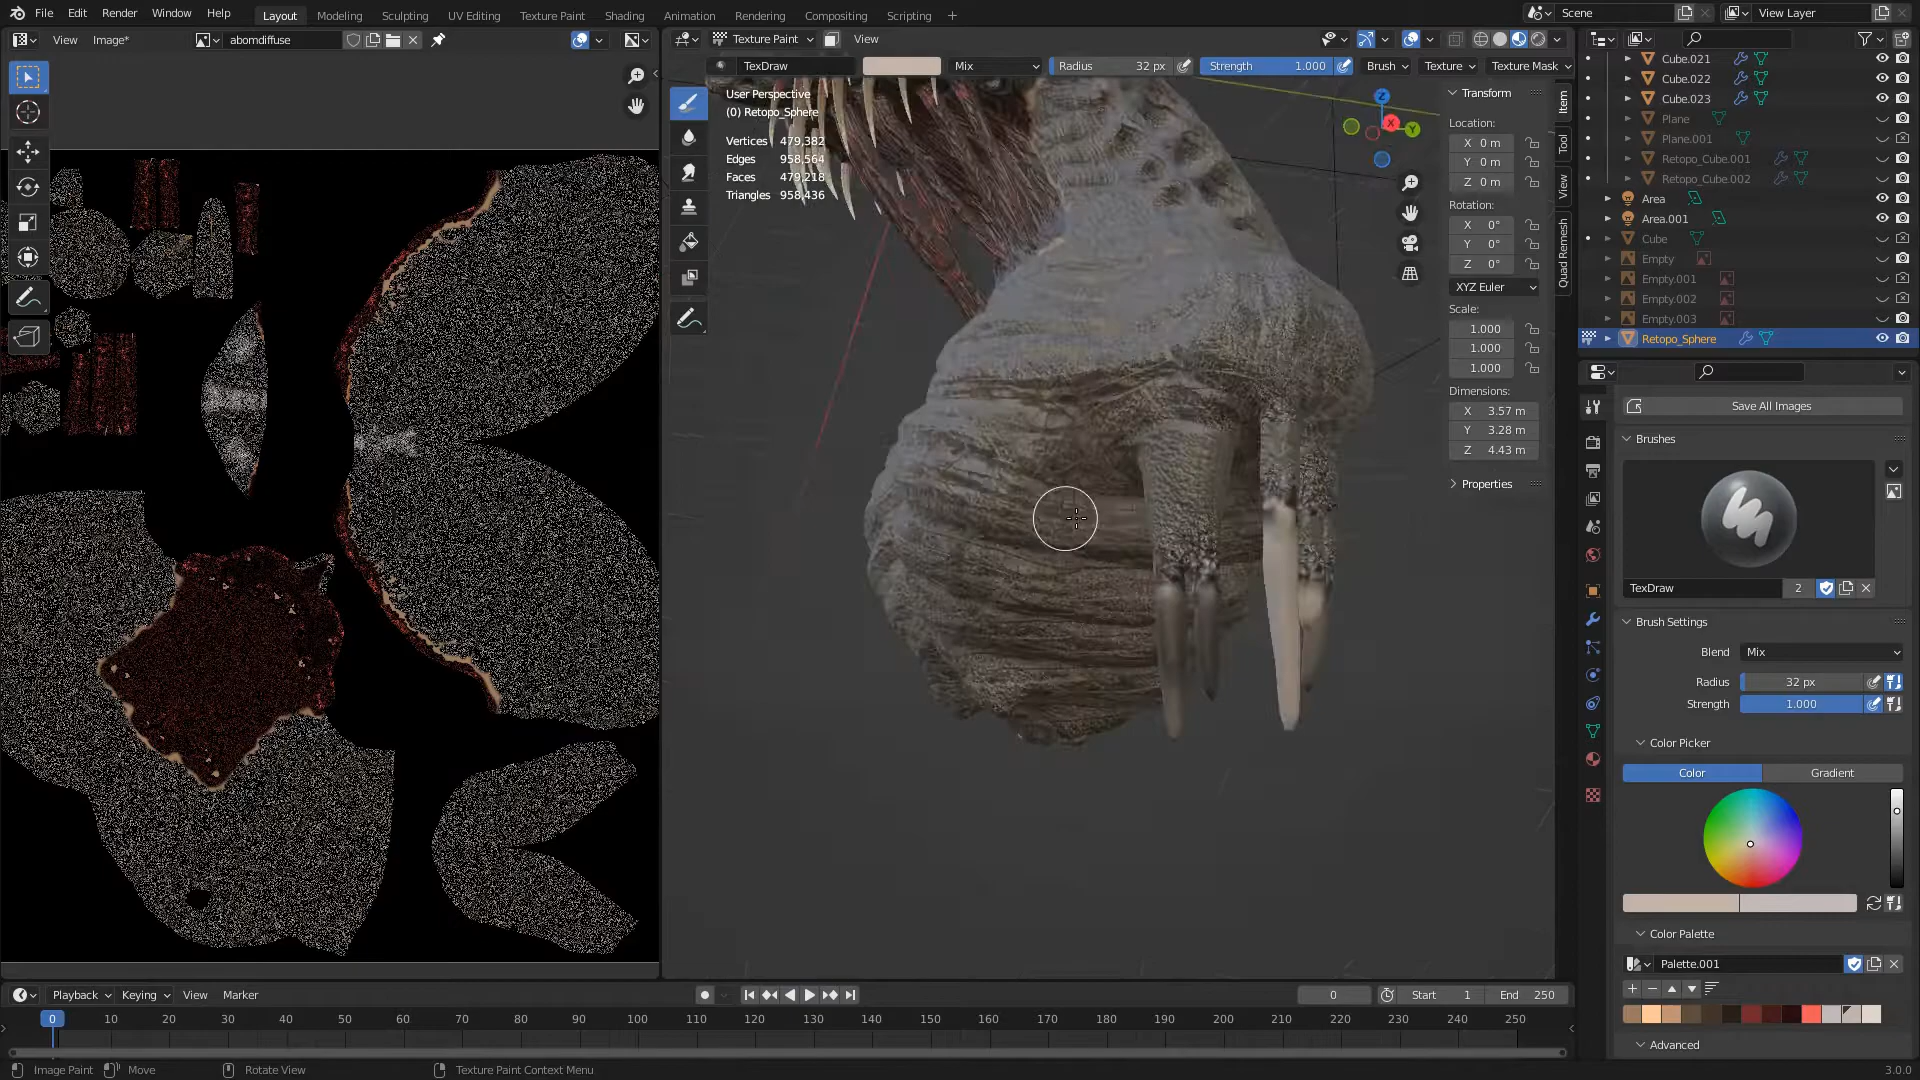 File Edit Render Window Help
Layout Modeling Sculpting UV Editing Texture Paint Shading Animation Rendering Compositing Scripting +
Scene
View Layer
View Image* abomdiffuse
Texture Paint View
TexDraw Mix Radius 32 px Strength 1.000 Brush Texture Texture Mask
User Perspective
(0) Retopo_Sphere
Vertices 479,382
Edges 958,564
Faces 479,218
Triangles 958,436
Z
X
Y
Transform
Location:
X 0 m
Y 0 m
Z 0 m
Rotation:
X 0°
Y 0°
Z 0°
XYZ Euler
Scale:
1.000
1.000
1.000
Dimensions:
X 3.57 m
Y 3.28 m
Z 4.43 m
Properties
Item
Tool
View
Quad Remesh
Cube.021
Cube.022
Cube.023
Plane
Plane.001
Retopo_Cube.001
Retopo_Cube.002
Area
Area.001
Cube
Empty
Empty.001
Empty.002
Empty.003
Retopo_Sphere
Save All Images
Brushes
TexDraw 2
Brush Settings
Blend Mix
Radius 32 px
Strength 1.000
Color Picker
Color Gradient
Color Palette
Palette.001
Advanced
Playback Keying View Marker
0 Start 1 End 250
0 10 20 30 40 50 60 70 80 90 100 110 120 130 140 150 160 170 180 190 200 210 220 230 240 250
Image Paint Move Rotate View Texture Paint Context Menu
3.0.0